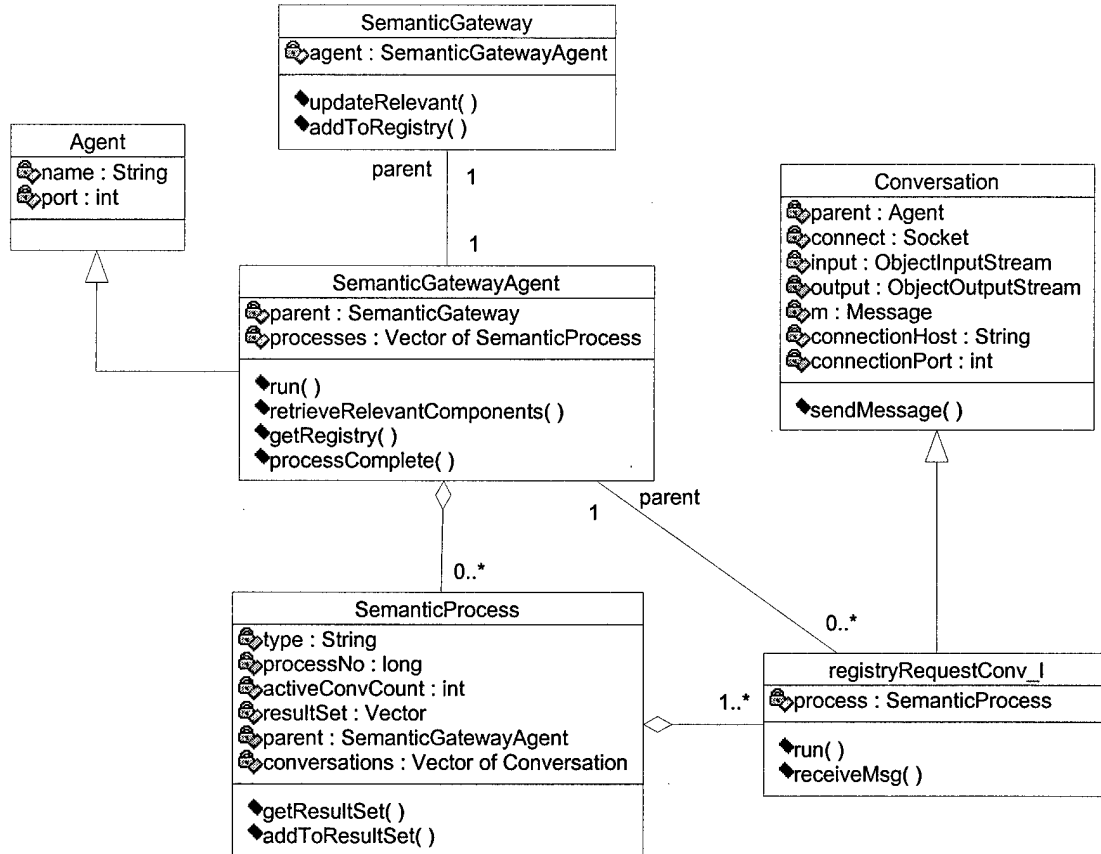 SemanticGateway
agent : SemanticGatewayAgent
updateRelevant( )
addToRegistry( )
Agent
name : String
port : int
parent
1
1
Conversation
parent : Agent
connect : Socket
input : ObjectInputStream
output : ObjectOutputStream
m : Message
connectionHost : String
connectionPort : int
sendMessage( )
SemanticGatewayAgent
parent : SemanticGateway
processes : Vector of SemanticProcess
run( )
retrieveRelevantComponents( )
getRegistry( )
processComplete( )
parent
1
0..*
0..*
SemanticProcess
type : String
processNo : long
activeConvCount : int
resultSet : Vector
parent : SemanticGatewayAgent
conversations : Vector of Conversation
getResultSet( )
addToResultSet( )
1..*
registryRequestConv_I
process : SemanticProcess
run( )
receiveMsg( )